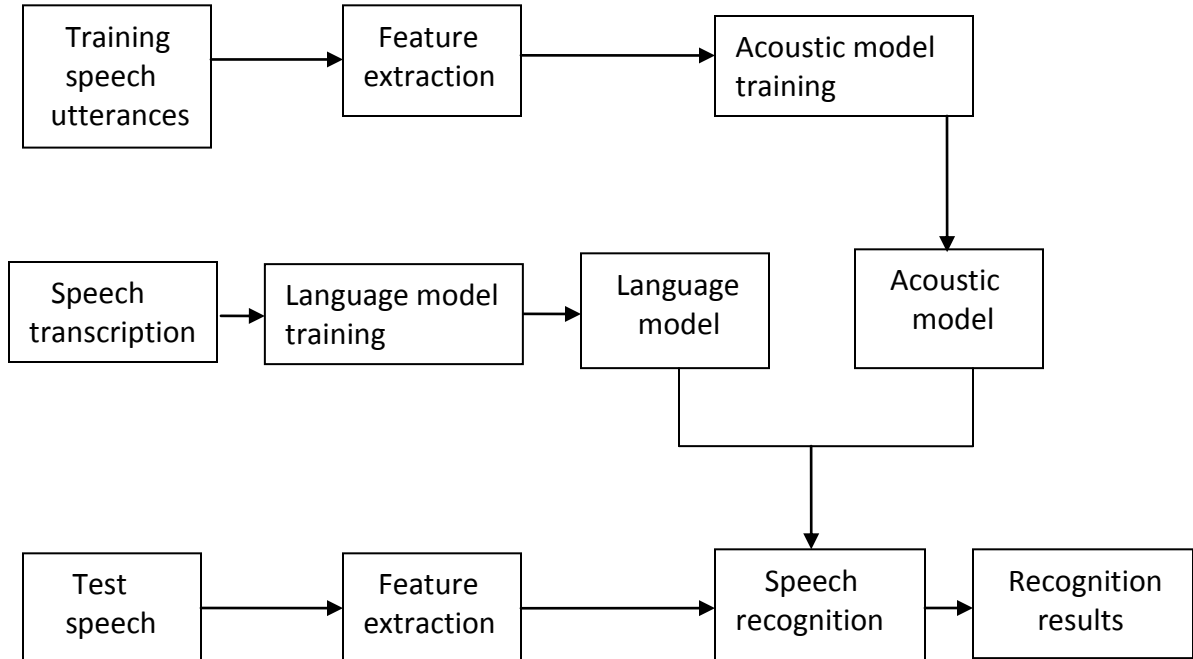 Training
speech
utterances
Feature
extraction
Acoustic model
training
Speech
transcription
Language model
training
Language
model
Acoustic
model
Test
speech
Feature
extraction
Speech
recognition
Recognition
results